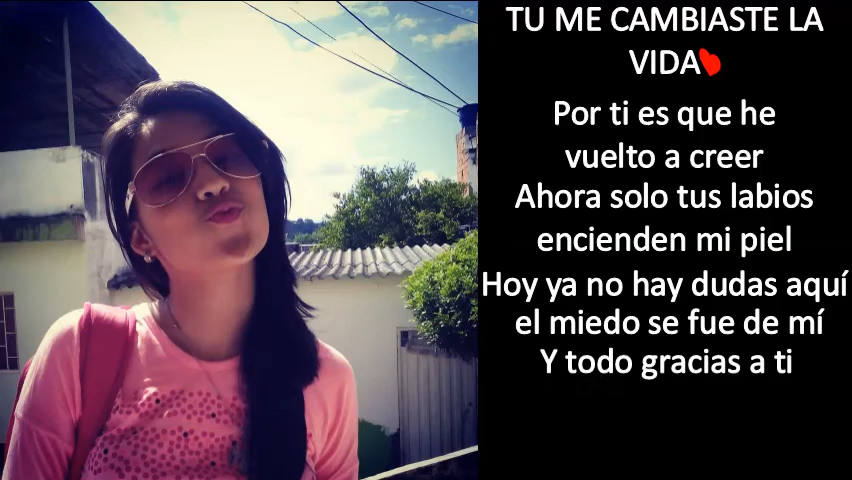 TU ME CAMBIASTE LA
VIDA
Por ti es que he
vuelto a creer
Ahora solo tus labios
encienden mi piel
Hoy ya no hay dudas aquí
el miedo se fue de mí
Y todo gracias a ti